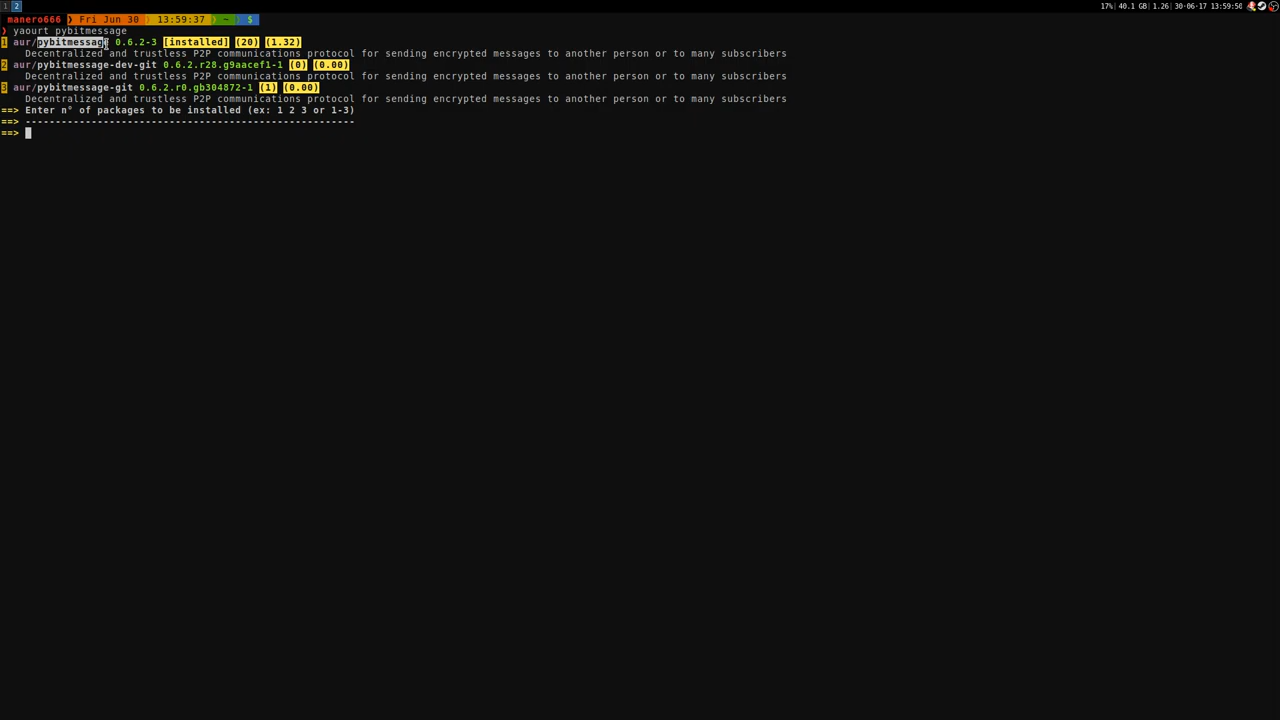 1 2 17%| 40.1 GB| 1.26| 30-06-17 13:59:50
manero666 Fri Jun 30 13:59:37 ~ $
❯ yaourt pybitmessage
1 aur/pybitmessage 0.6.2-3 [installed] (20) (1.32)
Decentralized and trustless P2P communications protocol for sending encrypted messages to another person or to many subscribers
2 aur/pybitmessage-dev-git 0.6.2.r28.g9aacef1-1 (0) (0.00)
Decentralized and trustless P2P communications protocol for sending encrypted messages to another person or to many subscribers
3 aur/pybitmessage-git 0.6.2.r0.gb304872-1 (1) (0.00)
Decentralized and trustless P2P communications protocol for sending encrypted messages to another person or to many subscribers
==> Enter n° of packages to be installed (ex: 1 2 3 or 1-3)
==> -------------------------------------------------------
==>